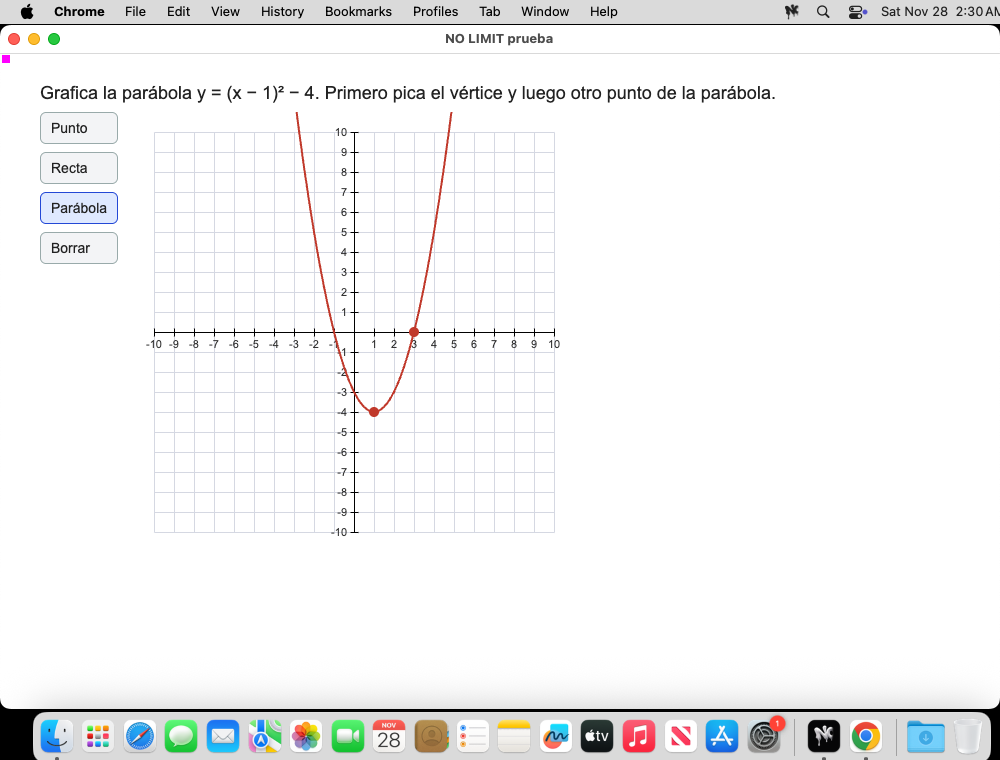 Chrome File Edit View History Bookmarks Profiles Tab Window Help Sat Nov 28 2:30 AM
NO LIMIT prueba
Grafica la parábola y = (x − 1)² − 4. Primero pica el vértice y luego otro punto de la parábola.
Punto
Recta
Parábola
Borrar
10
9
8
7
6
5
4
3
2
1
-10 -9 -8 -7 -6 -5 -4 -3 -2 -1 1 2 3 4 5 6 7 8 9 10
-1
-2
-3
-4
-5
-6
-7
-8
-9
-10
NOV
28
tv
1